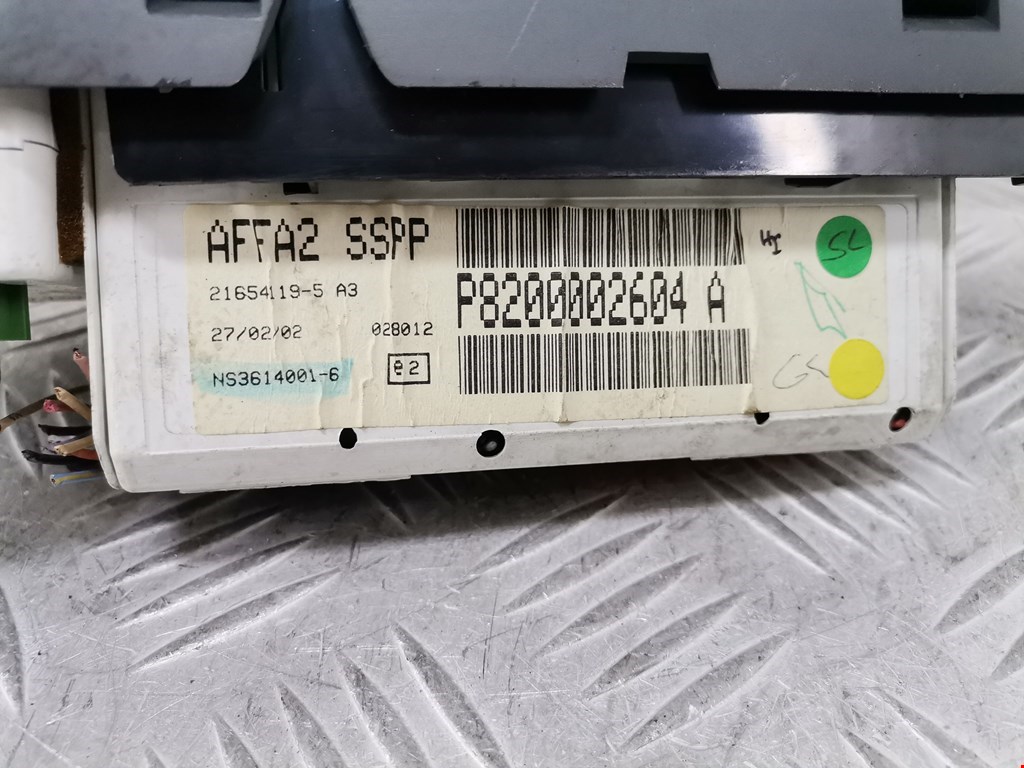 AFFA2 SSPP
21654119-5 A3
27/02/02 028012
NS3614001-6 e2
P8200002604 A
SL